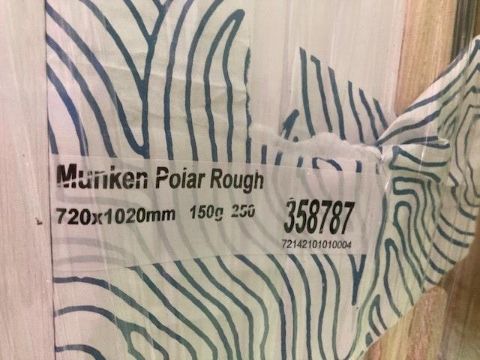 Munken Polar Rough
720x1020mm 150g 250 358787
72142101010004